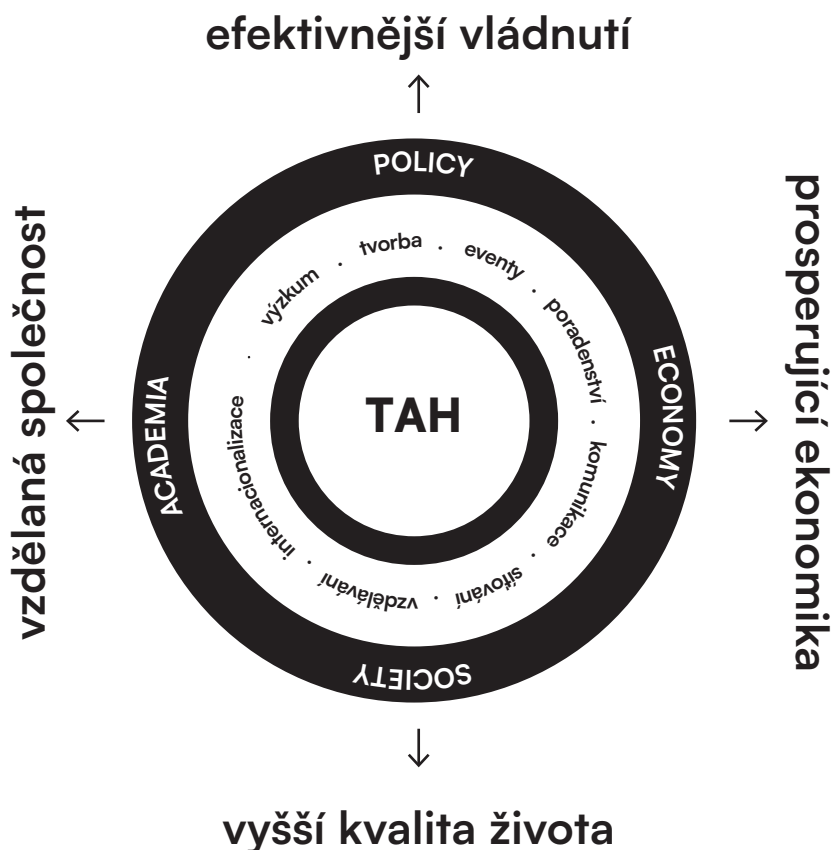 efektivnější vládnutí
POLICY
ECONOMY
SOCIETY
ACADEMIA
výzkum · tvorba · eventy · poradenství · komunikace · síťování · vzdělávání · internacionalizace ·
TAH
vzdělaná společnost
prosperující ekonomika
vyšší kvalita života